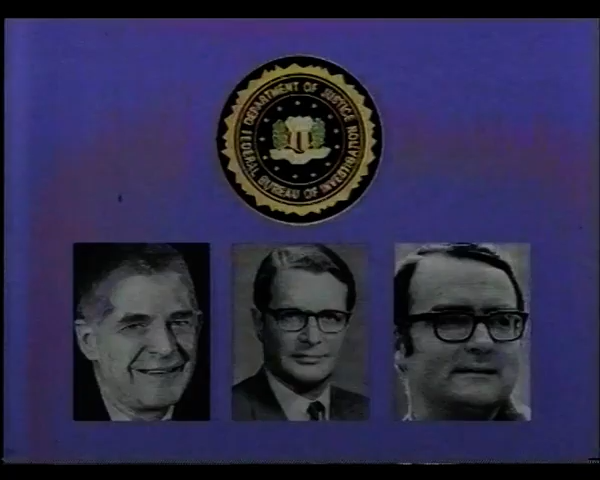 DEPARTMENT OF JUSTICE
FEDERAL BUREAU OF INVESTIGATION